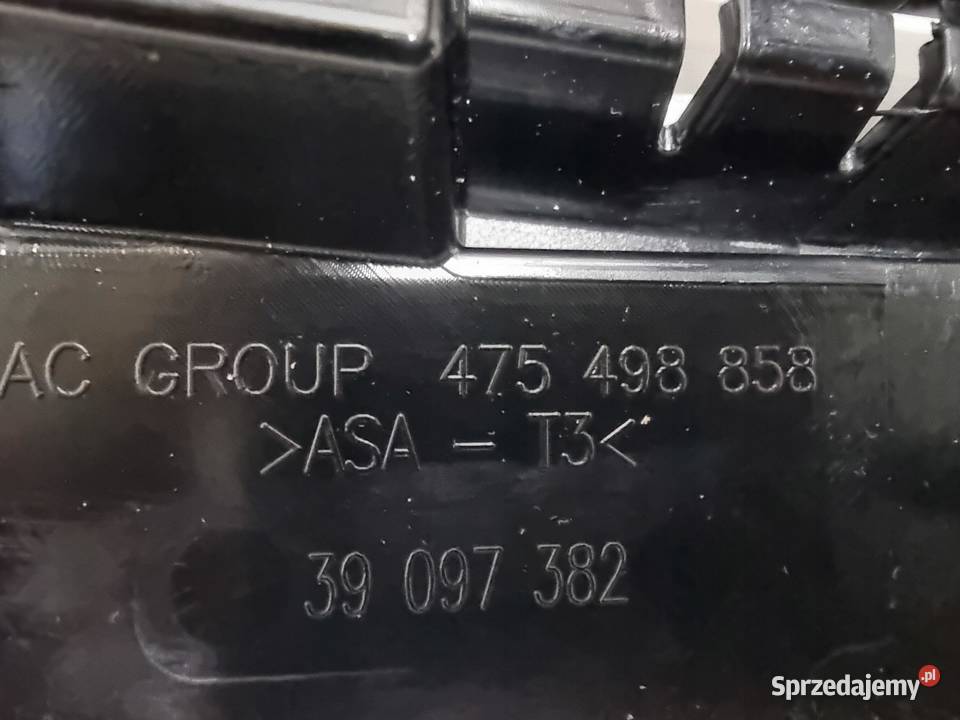 AC GROUP 475 498 858
>ASA - T3<
39 097 382
Sprzedajemy.pl